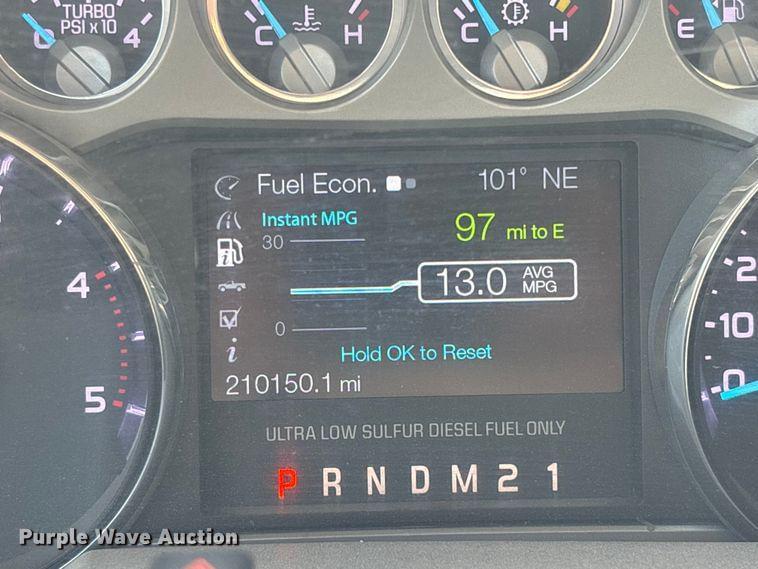 TURBO
PSI x 10
0 4
C H
C H
E
Fuel Econ. 101° NE
Instant MPG
97 mi to E
30
13.0 AVG MPG
0
Hold OK to Reset
210150.1 mi
4
5
20
10
0
ULTRA LOW SULFUR DIESEL FUEL ONLY
P R N D M 2 1
Purple Wave Auction